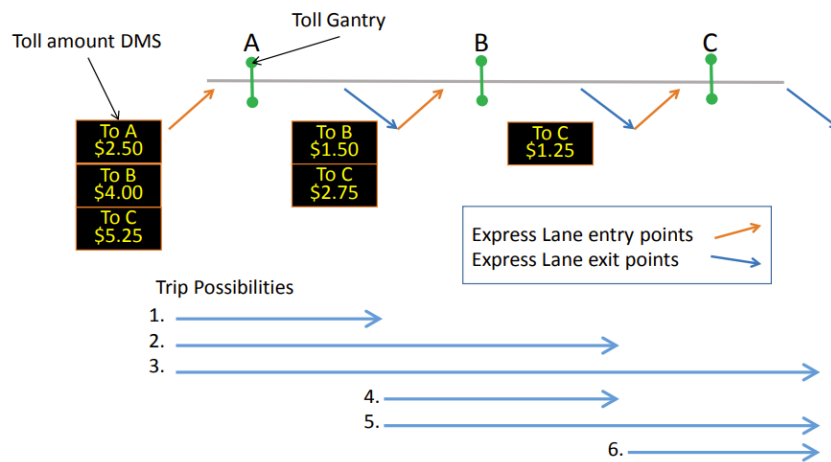 Toll Gantry
Toll amount DMS
A
B
C
To A
$2.50
To B
$4.00
To C
$5.25
To B
$1.50
To C
$2.75
To C
$1.25
Express Lane entry points
Express Lane exit points
Trip Possibilities
1.
2.
3.
4.
5.
6.